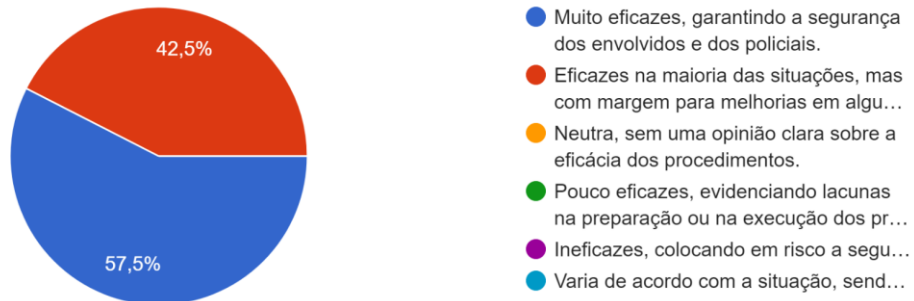 42,5%
57,5%
Muito eficazes, garantindo a segurança
dos envolvidos e dos policiais.
Eficazes na maioria das situações, mas
com margem para melhorias em algu…
Neutra, sem uma opinião clara sobre a
eficácia dos procedimentos.
Pouco eficazes, evidenciando lacunas
na preparação ou na execução dos pr…
Ineficazes, colocando em risco a segu…
Varia de acordo com a situação, send…